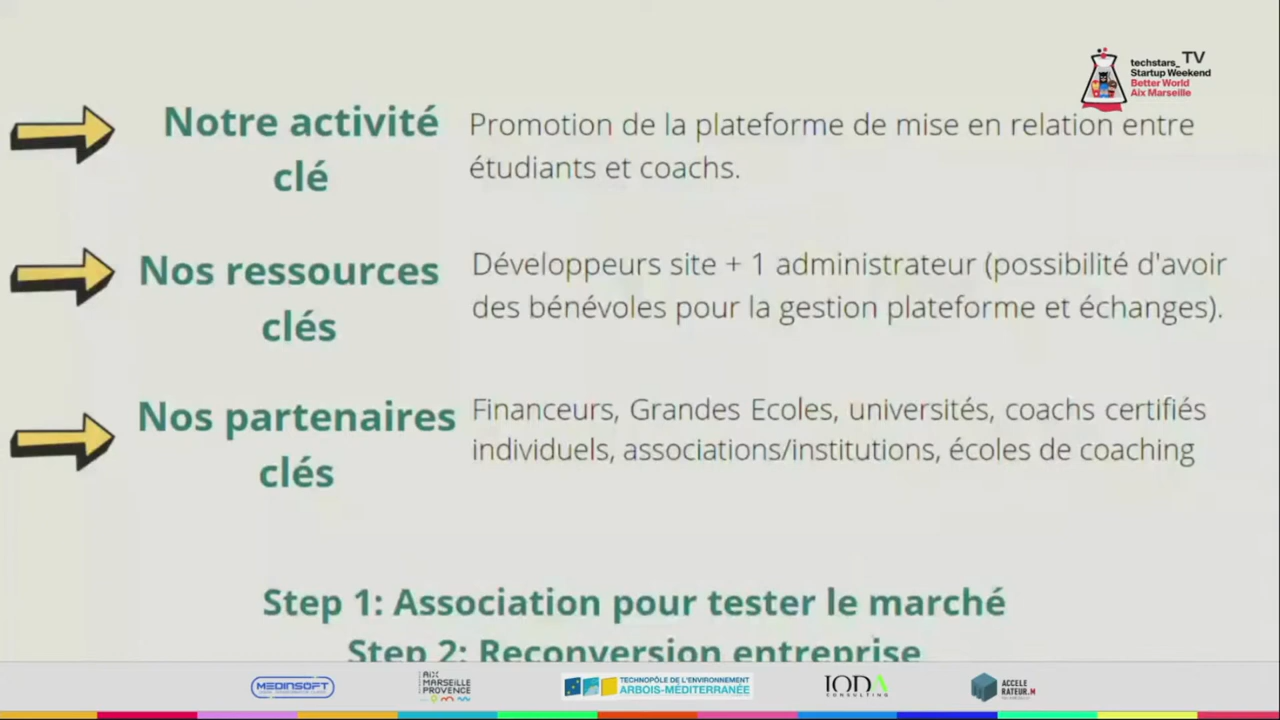 techstars_ TV
Startup Weekend
Better World
Aix Marseille
Notre activité
clé
Promotion de la plateforme de mise en relation entre
étudiants et coachs.
Nos ressources
clés
Développeurs site + 1 administrateur (possibilité d'avoir
des bénévoles pour la gestion plateforme et échanges).
Nos partenaires
clés
Financeurs, Grandes Ecoles, universités, coachs certifiés
individuels, associations/institutions, écoles de coaching
Step 1: Association pour tester le marché
Step 2: Reconversion entreprise
MEDINSOFT
AIX
MARSEILLE
PROVENCE
TECHNOPÔLE DE L'ENVIRONNEMENT
ARBOIS-MÉDITERRANÉE
IODA
CONSULTING
ACCELE
RATEUR.M